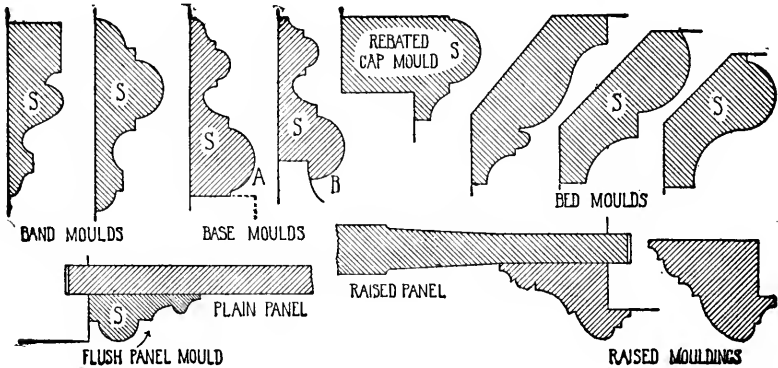 S
S
S
A
S
B
REBATED
CAP MOULD
S
S
S
BAND MOULDS
BASE MOULDS
BED MOULDS
S
PLAIN PANEL
FLUSH PANEL MOULD
RAISED PANEL
RAISED MOULDINGS